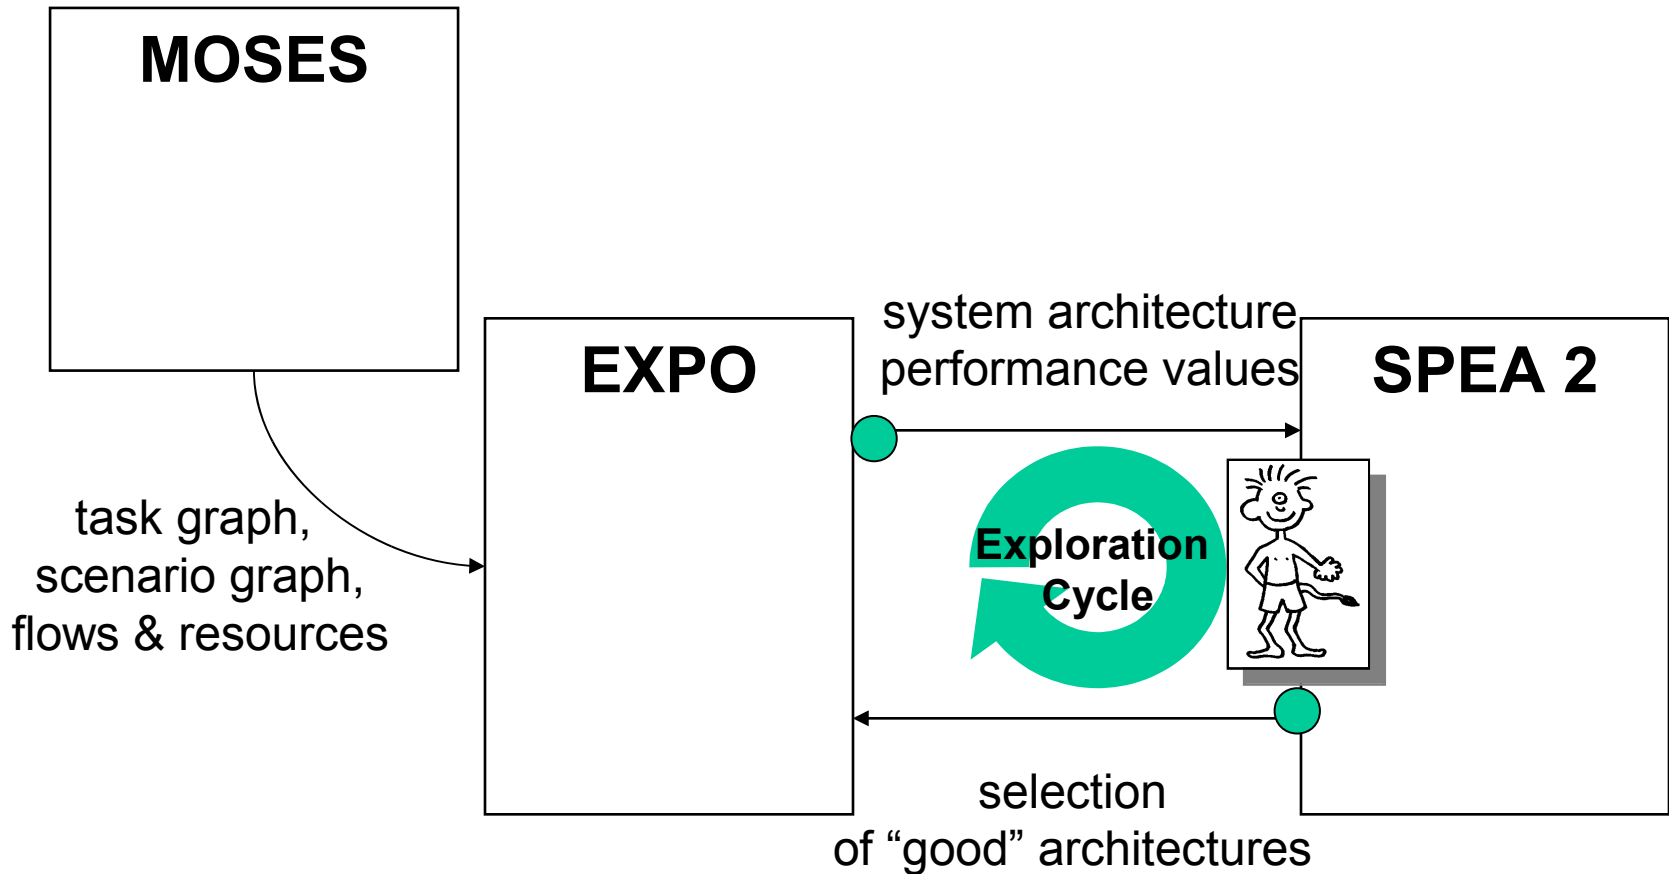 MOSES
system architecture
performance values
EXPO
SPEA 2
task graph,
scenario graph,
flows & resources
Exploration
Cycle
selection
of “good” architectures